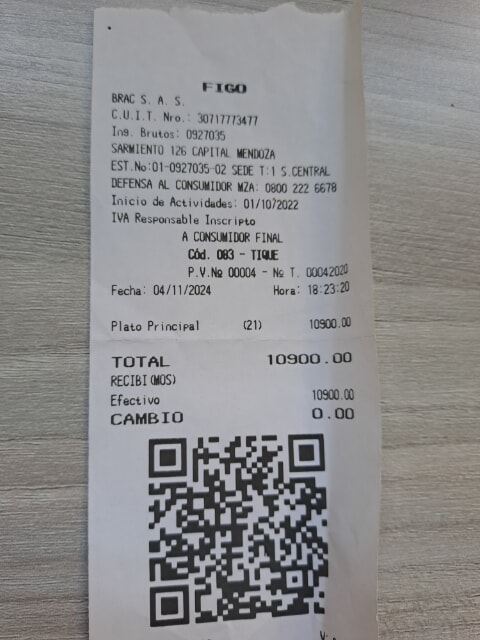 FIGO
BRAC S. A. S.
C.U.I.T. Nro.: 30717773477
Ing. Brutos: 0927035
SARMIENTO 126 CAPITAL MENDOZA
EST.No:01-0927035-02 SEDE T:1 S.CENTRAL
DEFENSA AL CONSUMIDOR MZA: 0800 222 6678
Inicio de Actividades: 01/10/2022
IVA Responsable Inscripto
A CONSUMIDOR FINAL
Cód. 083 - TIQUE
P.V.Nº 00004 - Nº T. 00042020
Fecha: 04/11/2024 Hora: 18:23:20
Plato Principal (21) 10900.00
TOTAL 10900.00
RECIBI(MOS)
Efectivo 10900.00
CAMBIO 0.00